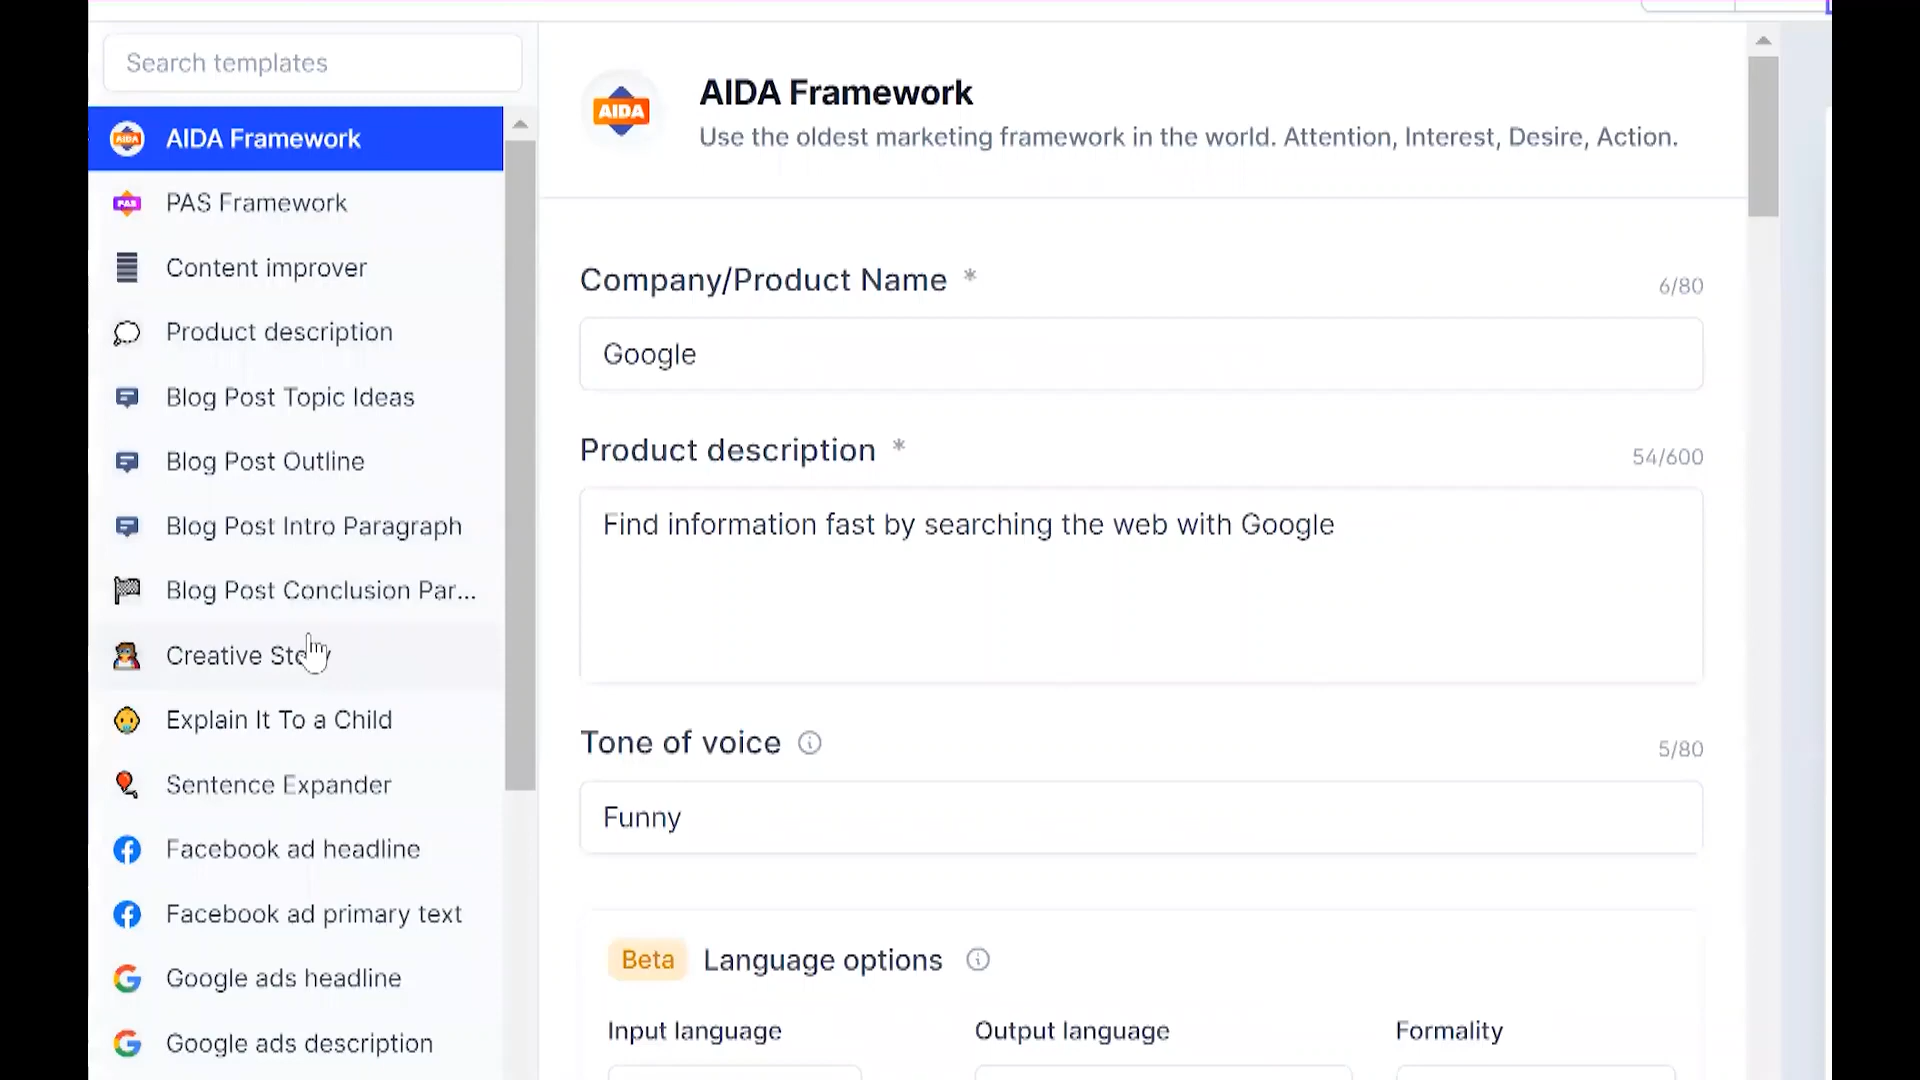 Search templates
AIDA Framework
PAS Framework
Content improver
Product description
Blog Post Topic Ideas
Blog Post Outline
Blog Post Intro Paragraph
Blog Post Conclusion Par...
Creative Story
Explain It To a Child
Sentence Expander
Facebook ad headline
Facebook ad primary text
Google ads headline
Google ads description
AIDA
AIDA Framework
Use the oldest marketing framework in the world. Attention, Interest, Desire, Action.
Company/Product Name *
6/80
Google
Product description *
54/600
Find information fast by searching the web with Google
Tone of voice
5/80
Funny
Beta Language options
Input language
Output language
Formality